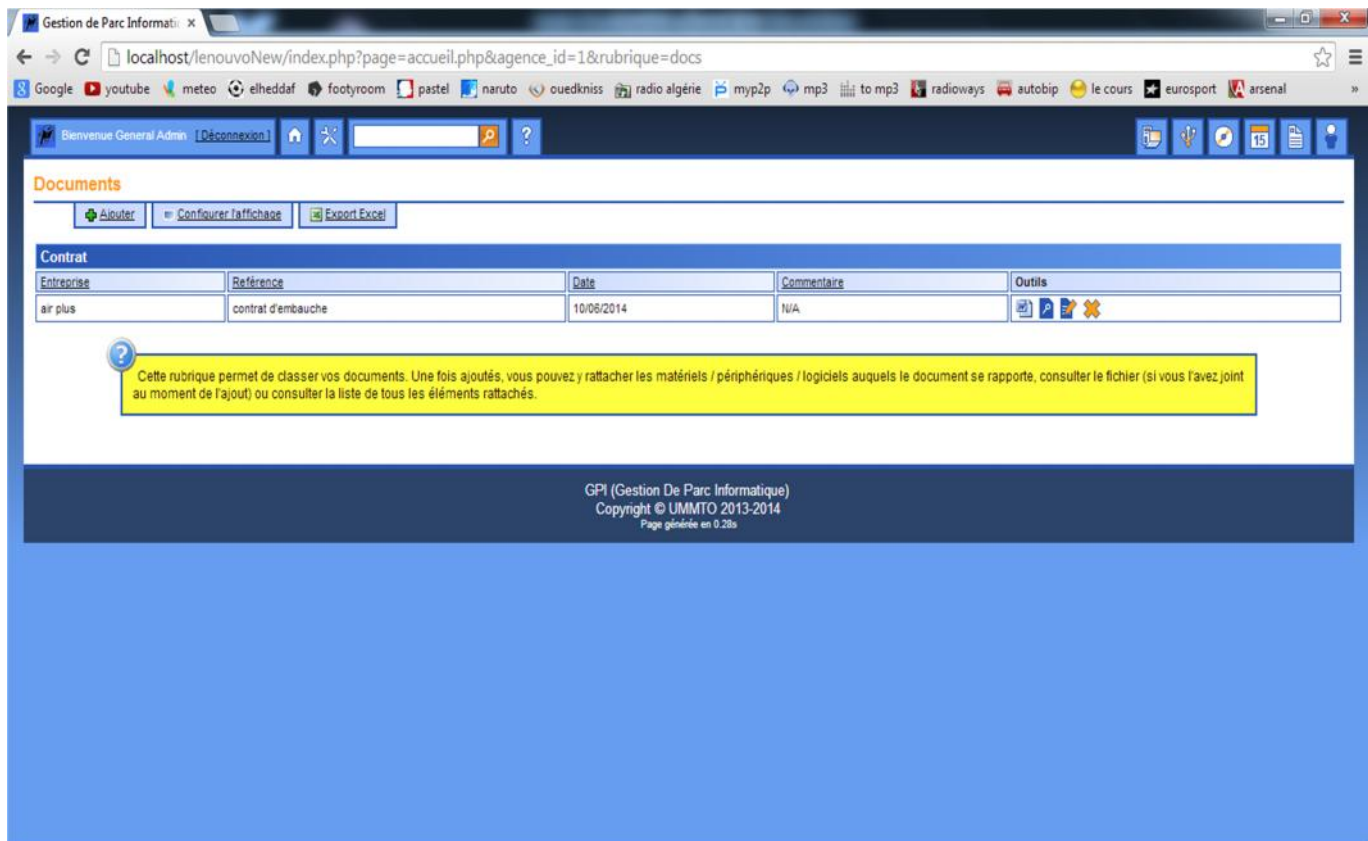 Gestion de Parc Informati
localhost/lenouvoNew/index.php?page=accueil.php&agence_id=1&rubrique=docs
Google youtube meteo elheddaf footyroom pastel naruto ouedkniss radio algérie myp2p mp3 to mp3 radioways autobip le cours eurosport arsenal »
Bienvenue General Admin [Déconnexion] ? 15
Documents
Ajouter Configurer l'affichage Export Excel
Contrat
Entreprise Reférence Date Commentaire Outils
air plus contrat d'embauche 10/06/2014 N/A
Cette rubrique permet de classer vos documents. Une fois ajoutés, vous pouvez y rattacher les matériels / périphériques / logiciels auquels le document se rapporte, consulter le fichier (si vous l'avez joint
au moment de l'ajout) ou consulter la liste de tous les éléments rattachés.
GPI (Gestion De Parc Informatique)
Copyright © UMMTO 2013-2014
Page générée en 0.28s